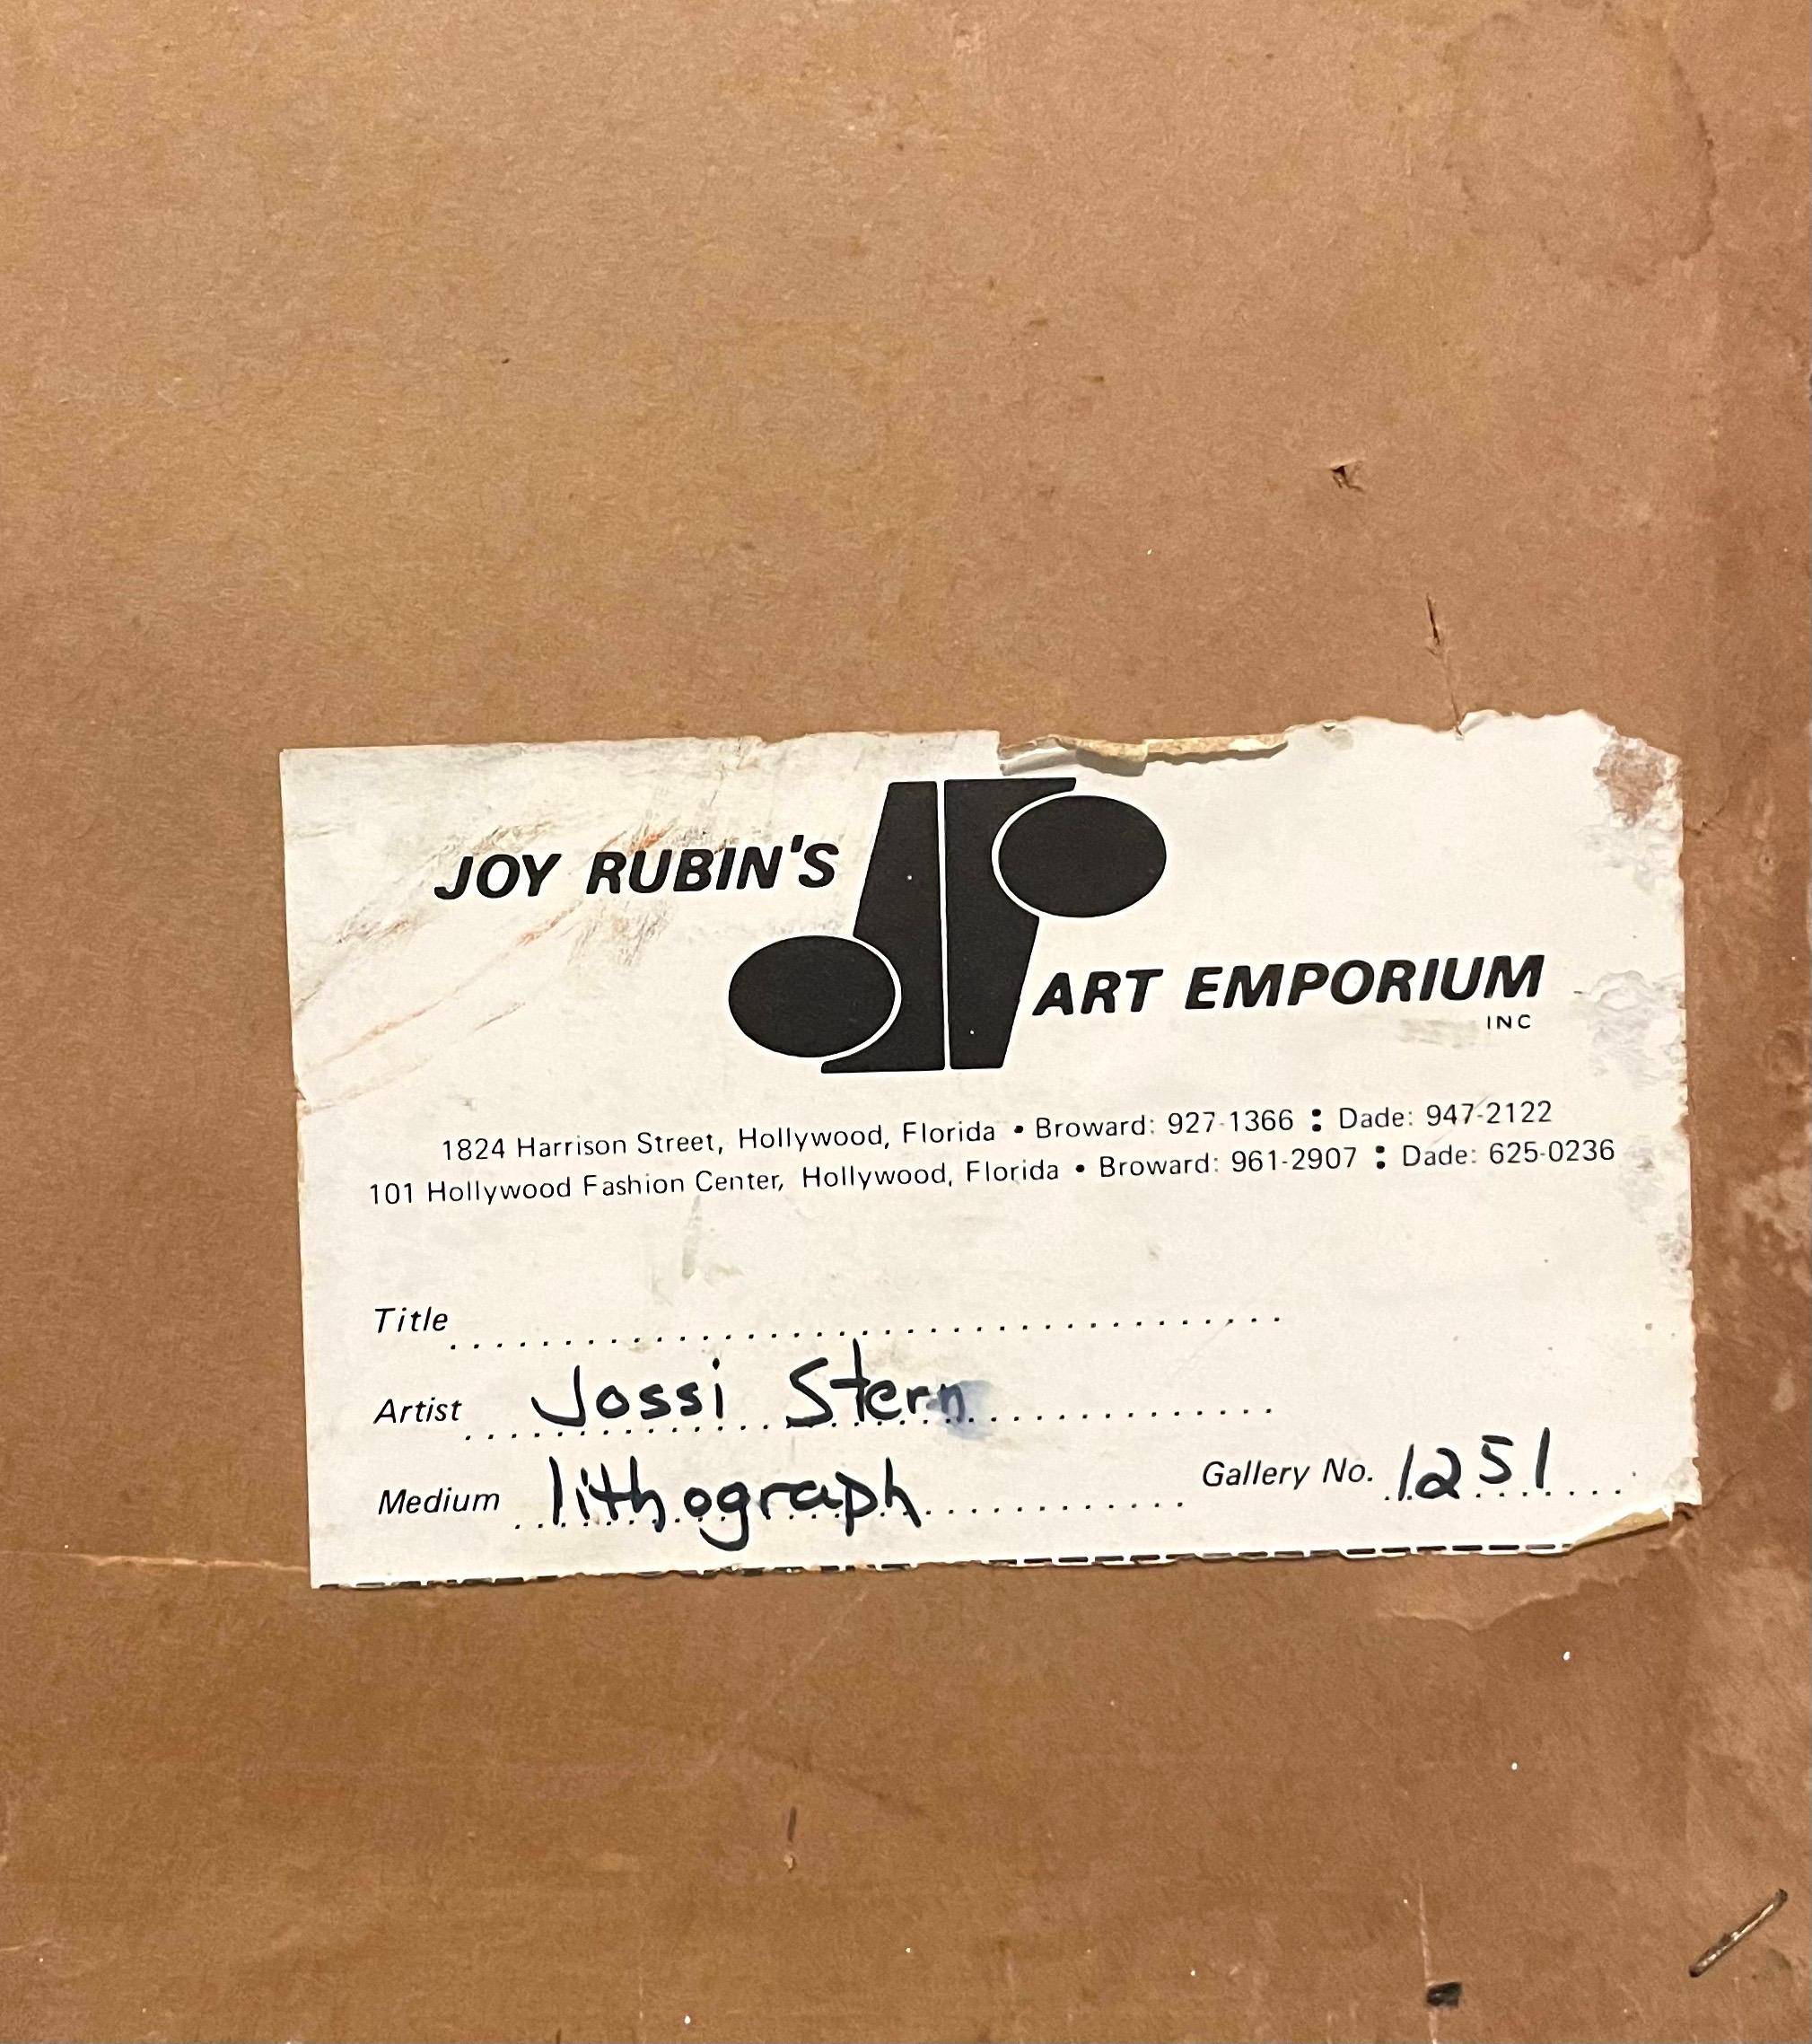 JOY RUBIN'S
ART EMPORIUM
INC
1824 Harrison Street, Hollywood, Florida • Broward: 927-1366 : Dade: 947-2122
101 Hollywood Fashion Center, Hollywood, Florida • Broward: 961-2907 : Dade: 625-0236
Title
Artist Jossi Stern
Medium lithograph Gallery No. 1251